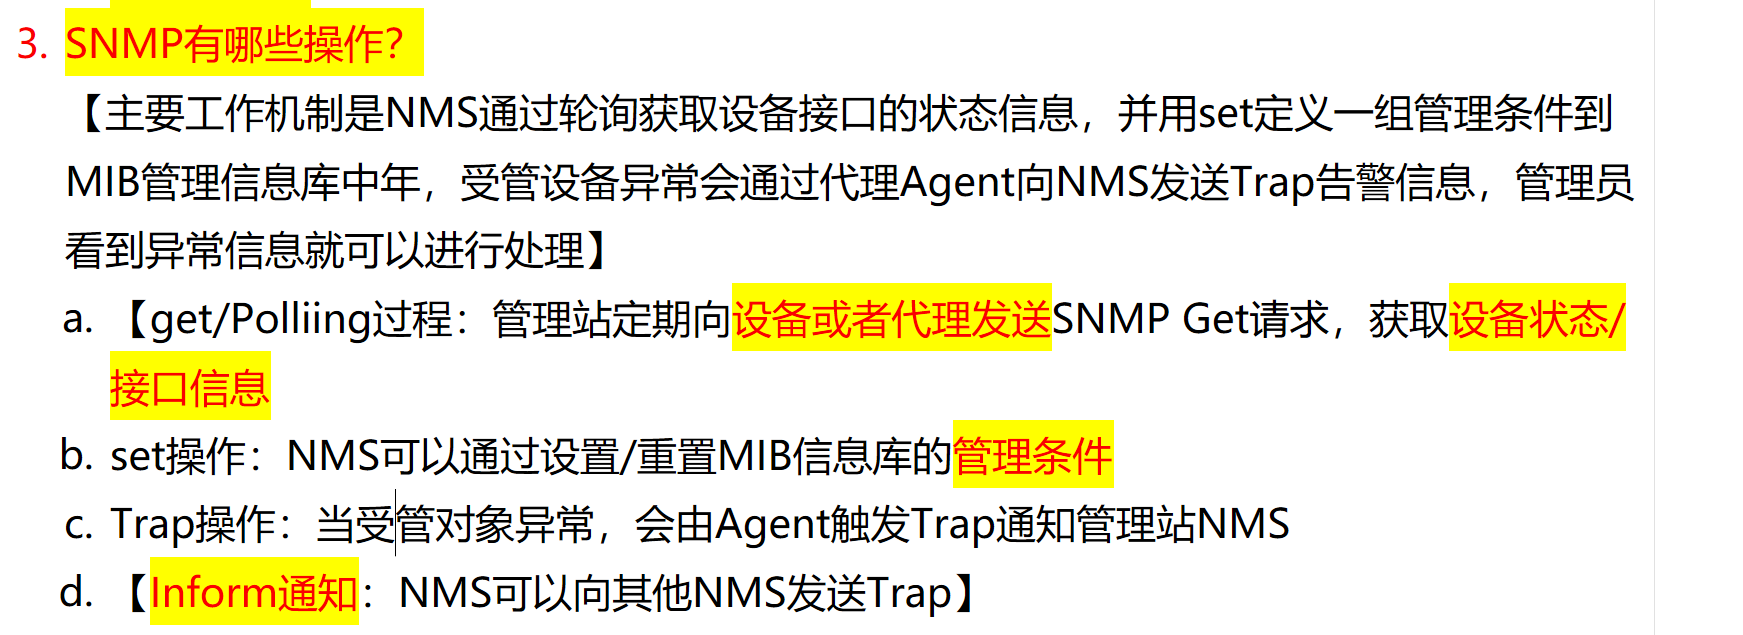 3. SNMP有哪些操作?
【主要工作机制是NMS通过轮询获取设备接口的状态信息，并用set定义一组管理条件到
MIB管理信息库中年，受管设备异常会通过代理Agent向NMS发送Trap告警信息，管理员
看到异常信息就可以进行处理】
a. 【get/Polliing过程：管理站定期向设备或者代理发送SNMP Get请求，获取设备状态/
接口信息
b. set操作：NMS可以通过设置/重置MIB信息库的管理条件
c. Trap操作：当受管对象异常，会由Agent触发Trap通知管理站NMS
d. 【Inform通知：NMS可以向其他NMS发送Trap】